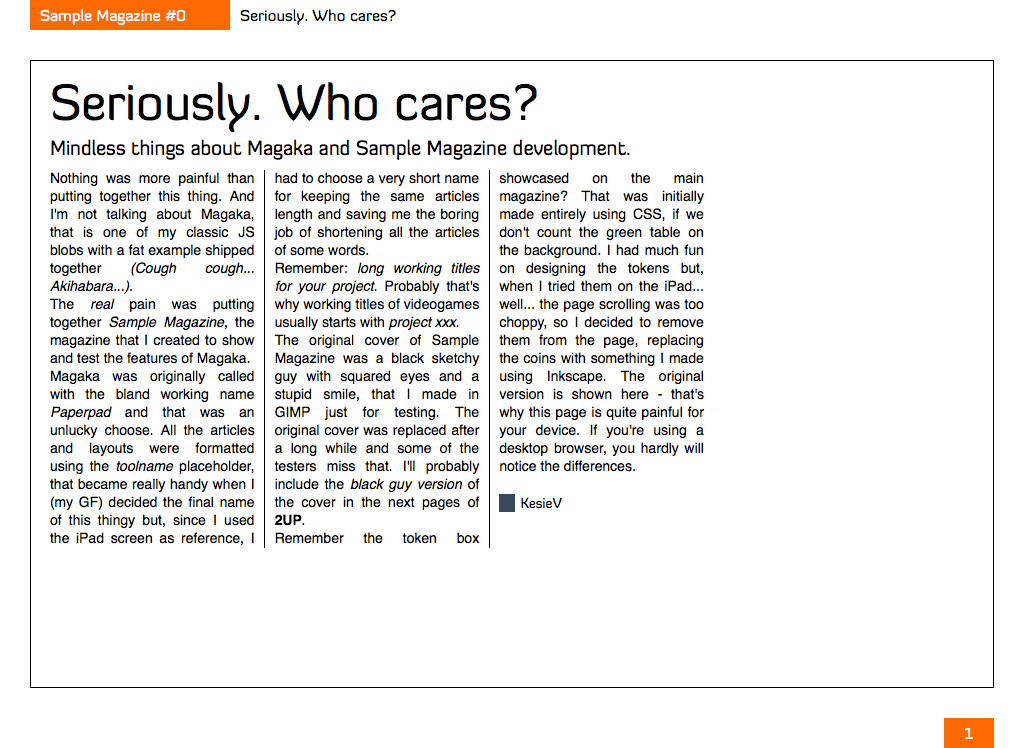 Sample Magazine #0
Seriously. Who cares?
Seriously. Who cares?
Mindless things about Magaka and Sample Magazine development.
Nothing was more painful than
putting together this thing. And
I'm not talking about Magaka,
that is one of my classic JS
blobs with a fat example shipped
together (Cough cough...
Akihabara...).
The real pain was putting
together Sample Magazine, the
magazine that I created to show
and test the features of Magaka.
Magaka was originally called
with the bland working name
Paperpad and that was an
unlucky choose. All the articles
and layouts were formatted
using the toolname placeholder,
that became really handy when I
(my GF) decided the final name
of this thingy but, since I used
the iPad screen as reference, I
had to choose a very short name
for keeping the same articles
length and saving me the boring
job of shortening all the articles
of some words.
Remember: long working titles
for your project. Probably that's
why working titles of videogames
usually starts with project xxx.
The original cover of Sample
Magazine was a black sketchy
guy with squared eyes and a
stupid smile, that I made in
GIMP just for testing. The
original cover was replaced after
a long while and some of the
testers miss that. I'll probably
include the black guy version of
the cover in the next pages of
2UP.
Remember the token box
showcased on the main
magazine? That was initially
made entirely using CSS, if we
don't count the green table on
the background. I had much fun
on designing the tokens but,
when I tried them on the iPad...
well... the page scrolling was too
choppy, so I decided to remove
them from the page, replacing
the coins with something I made
using Inkscape. The original
version is shown here - that's
why this page is quite painful for
your device. If you're using a
desktop browser, you hardly will
notice the differences.
KesieV
1